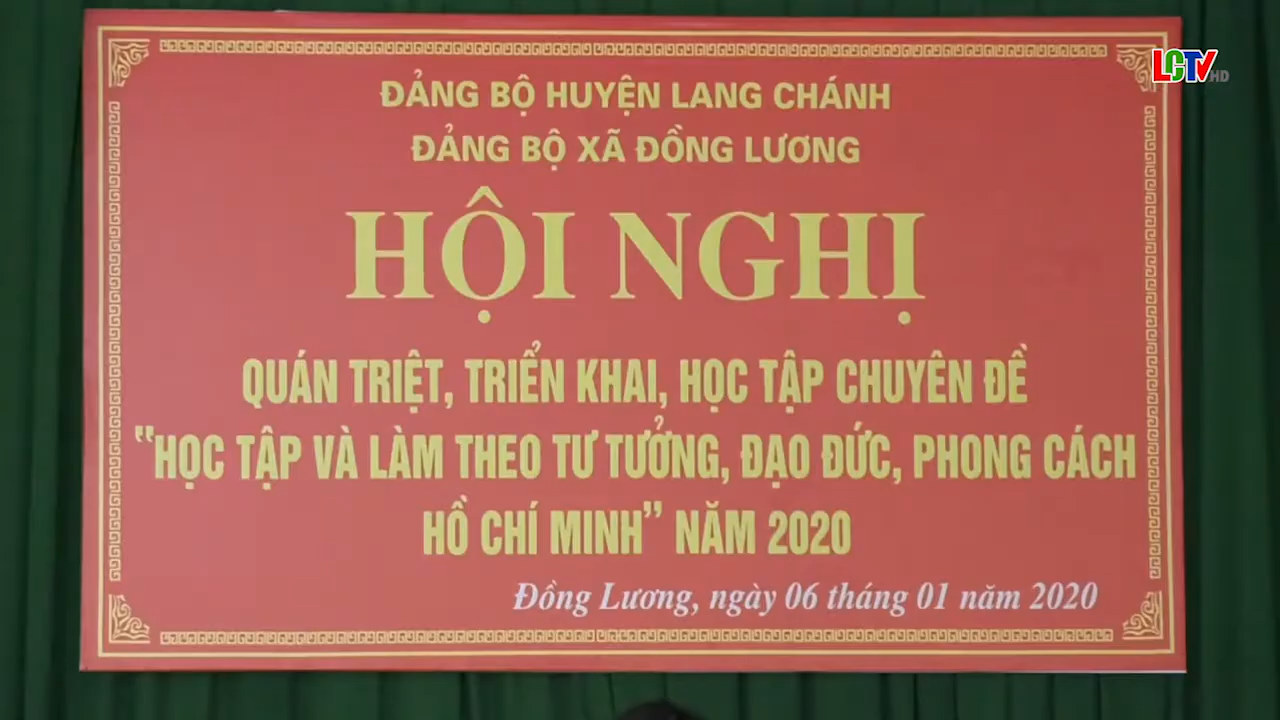 LCTV HD
ĐẢNG BỘ HUYỆN LANG CHÁNH
ĐẢNG BỘ XÃ ĐỒNG LƯƠNG
HỘI NGHỊ
QUÁN TRIỆT, TRIỂN KHAI, HỌC TẬP CHUYÊN ĐỀ
“HỌC TẬP VÀ LÀM THEO TƯ TƯỞNG, ĐẠO ĐỨC, PHONG CÁCH
HỒ CHÍ MINH” NĂM 2020
Đồng Lương, ngày 06 tháng 01 năm 2020